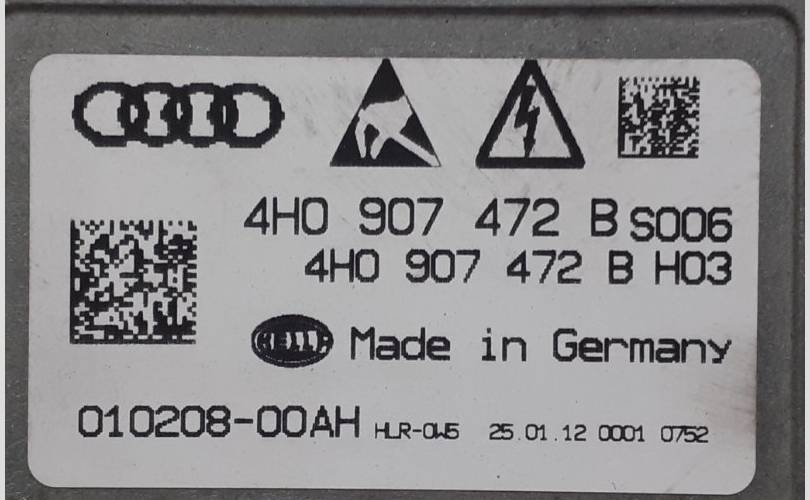 4H0 907 472 B S006
4H0 907 472 B H03
HELLA Made in Germany
010208-00AH HLR-0W5 25.01.12 0001 0752